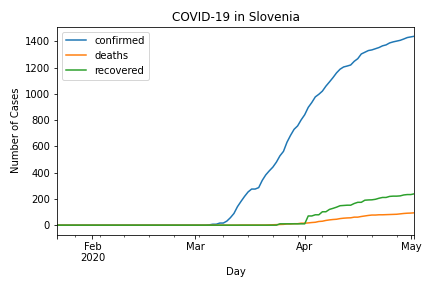 COVID-19 in Slovenia
confirmed
deaths
recovered
1400
1200
1000
800
600
400
200
0
Number of Cases
Feb
2020
Mar
Apr
May
Day